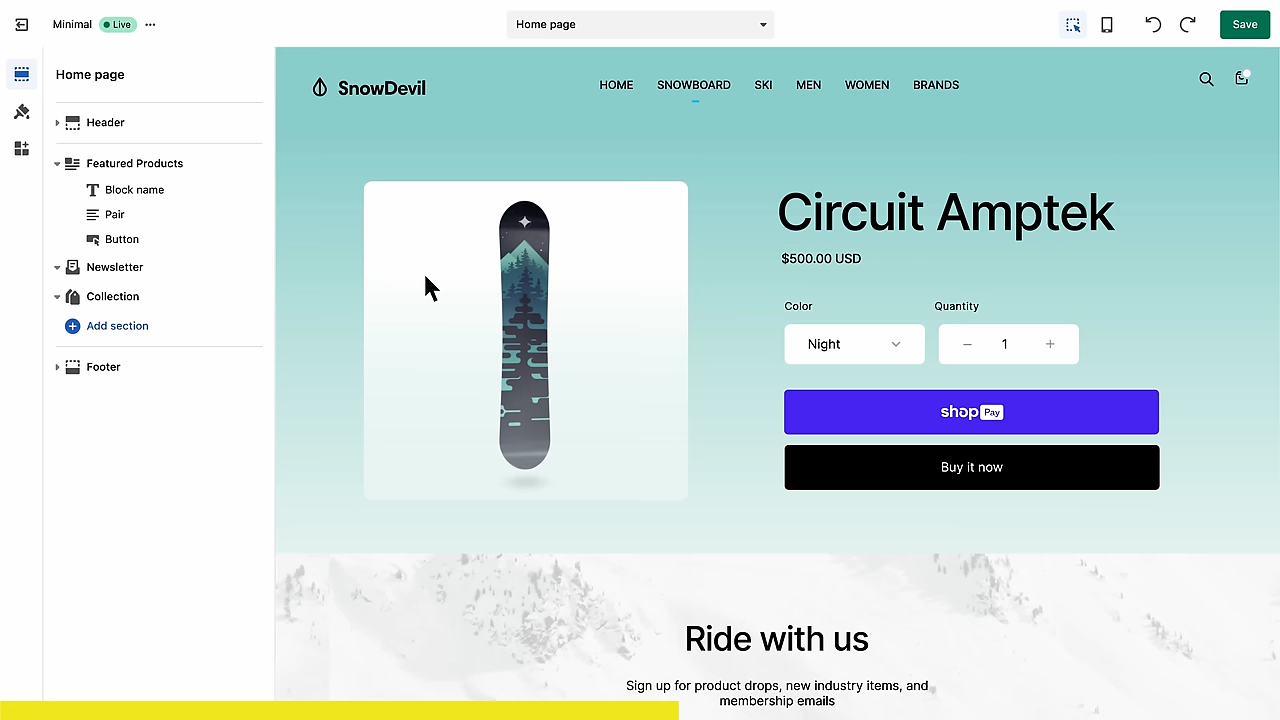 Minimal
Live
Home page
Save
Home page
Header
Featured Products
Block name
Pair
Button
Newsletter
Collection
Add section
Footer
SnowDevil
HOME SNOWBOARD SKI MEN WOMEN BRANDS
Circuit Amptek
$500.00 USD
Color Quantity
Night
1
shop Pay
Buy it now
Ride with us
Sign up for product drops, new industry items, and
membership emails